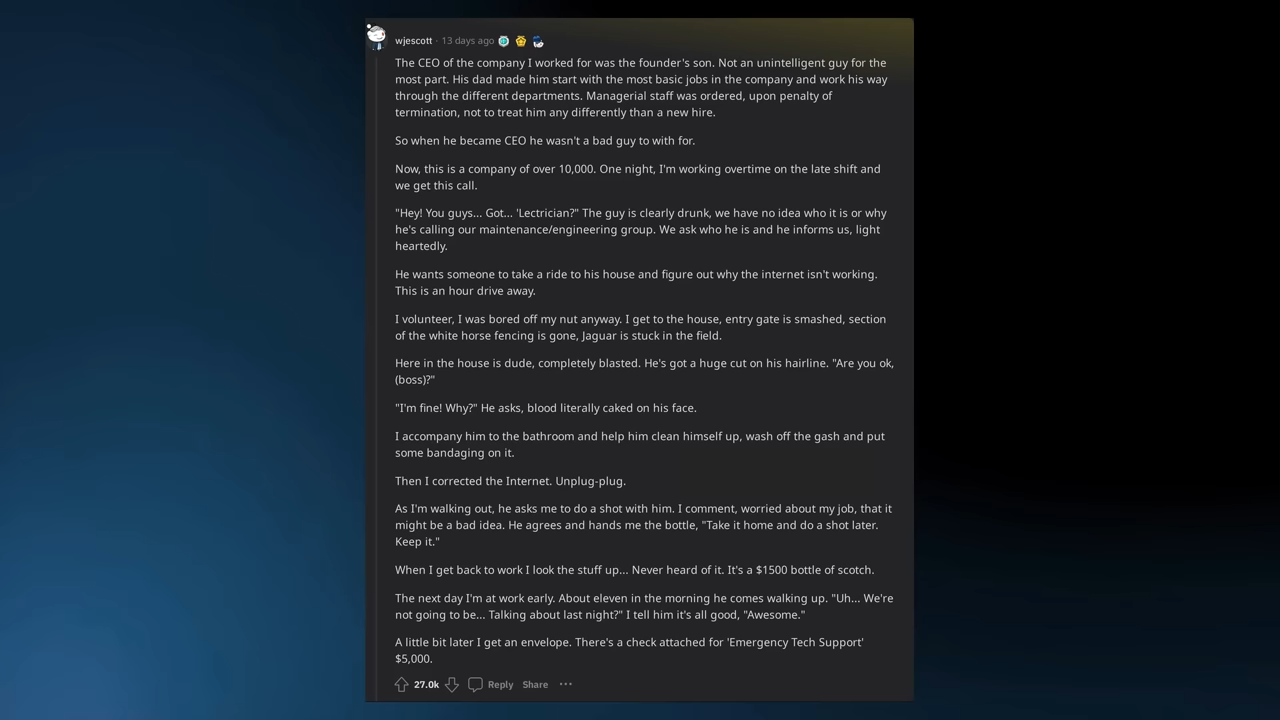 wjescott · 13 days ago
The CEO of the company I worked for was the founder's son. Not an unintelligent guy for the
most part. His dad made him start with the most basic jobs in the company and work his way
through the different departments. Managerial staff was ordered, upon penalty of
termination, not to treat him any differently than a new hire.
So when he became CEO he wasn't a bad guy to with for.
Now, this is a company of over 10,000. One night, I'm working overtime on the late shift and
we get this call.
"Hey! You guys... Got... 'Lectrician?" The guy is clearly drunk, we have no idea who it is or why
he's calling our maintenance/engineering group. We ask who he is and he informs us, light
heartedly.
He wants someone to take a ride to his house and figure out why the internet isn't working.
This is an hour drive away.
I volunteer, I was bored off my nut anyway. I get to the house, entry gate is smashed, section
of the white horse fencing is gone, Jaguar is stuck in the field.
Here in the house is dude, completely blasted. He's got a huge cut on his hairline. "Are you ok,
(boss)?"
"I'm fine! Why?" He asks, blood literally caked on his face.
I accompany him to the bathroom and help him clean himself up, wash off the gash and put
some bandaging on it.
Then I corrected the Internet. Unplug-plug.
As I'm walking out, he asks me to do a shot with him. I comment, worried about my job, that it
might be a bad idea. He agrees and hands me the bottle, "Take it home and do a shot later.
Keep it."
When I get back to work I look the stuff up... Never heard of it. It's a $1500 bottle of scotch.
The next day I'm at work early. About eleven in the morning he comes walking up. "Uh... We're
not going to be... Talking about last night?" I tell him it's all good, "Awesome."
A little bit later I get an envelope. There's a check attached for 'Emergency Tech Support'
$5,000.
27.0k Reply Share ···